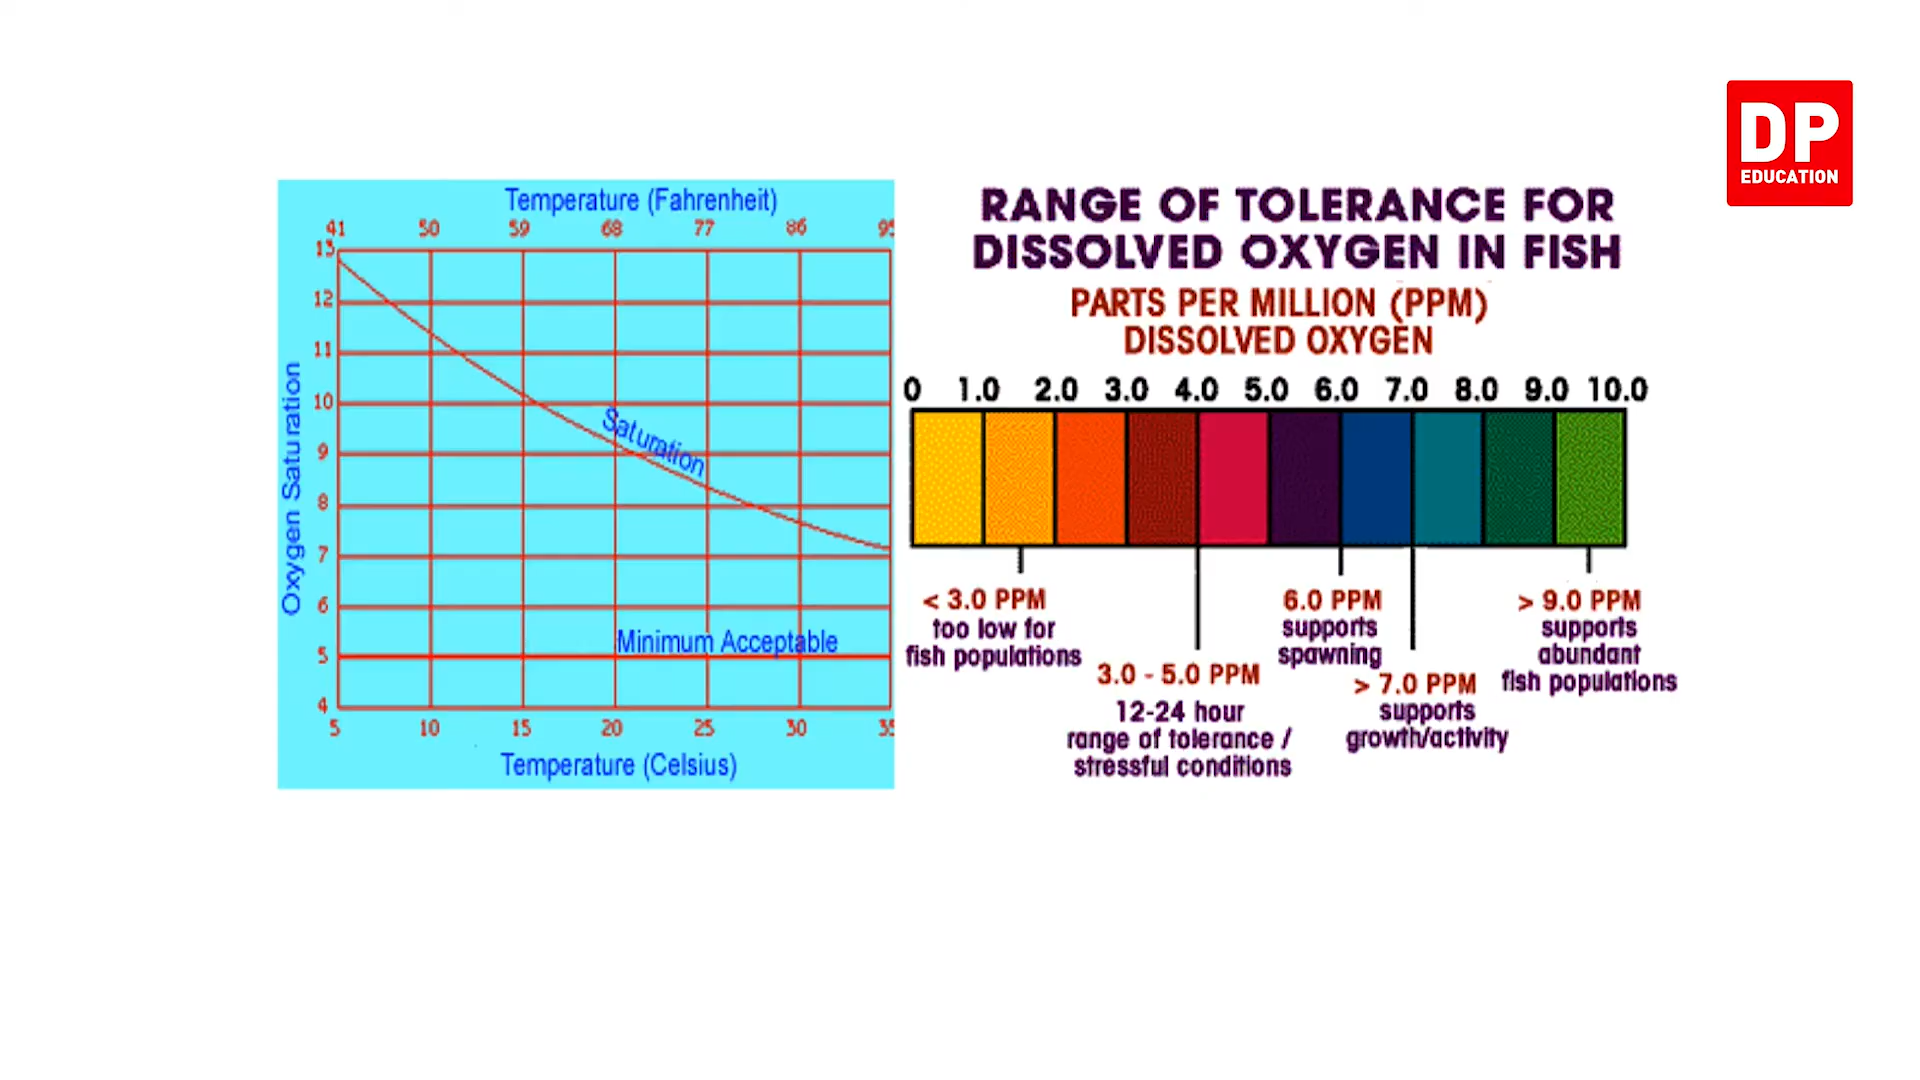 DP
EDUCATION
Temperature (Fahrenheit)
41 50 59 68 77 86 95
13
12
11
10
9
8
7
6
5
4
Oxygen Saturation
Saturation
Minimum Acceptable
5 10 15 20 25 30 35
Temperature (Celsius)
RANGE OF TOLERANCE FOR
DISSOLVED OXYGEN IN FISH
PARTS PER MILLION (PPM)
DISSOLVED OXYGEN
0 1.0 2.0 3.0 4.0 5.0 6.0 7.0 8.0 9.0 10.0
< 3.0 PPM
too low for
fish populations
3.0 - 5.0 PPM
12-24 hour
range of tolerance /
stressful conditions
6.0 PPM
supports
spawning
> 7.0 PPM
supports
growth/activity
> 9.0 PPM
supports
abundant
fish populations